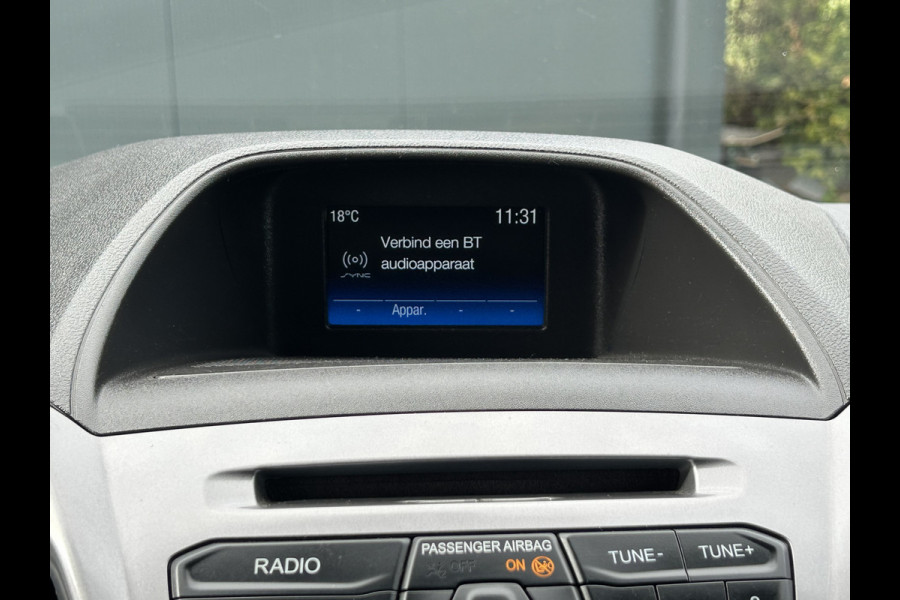 18°C 11:31
Verbind een BT
audioapparaat
SYNC
- Appar. - -
RADIO
PASSENGER AIRBAG
OFF ON
TUNE- TUNE+